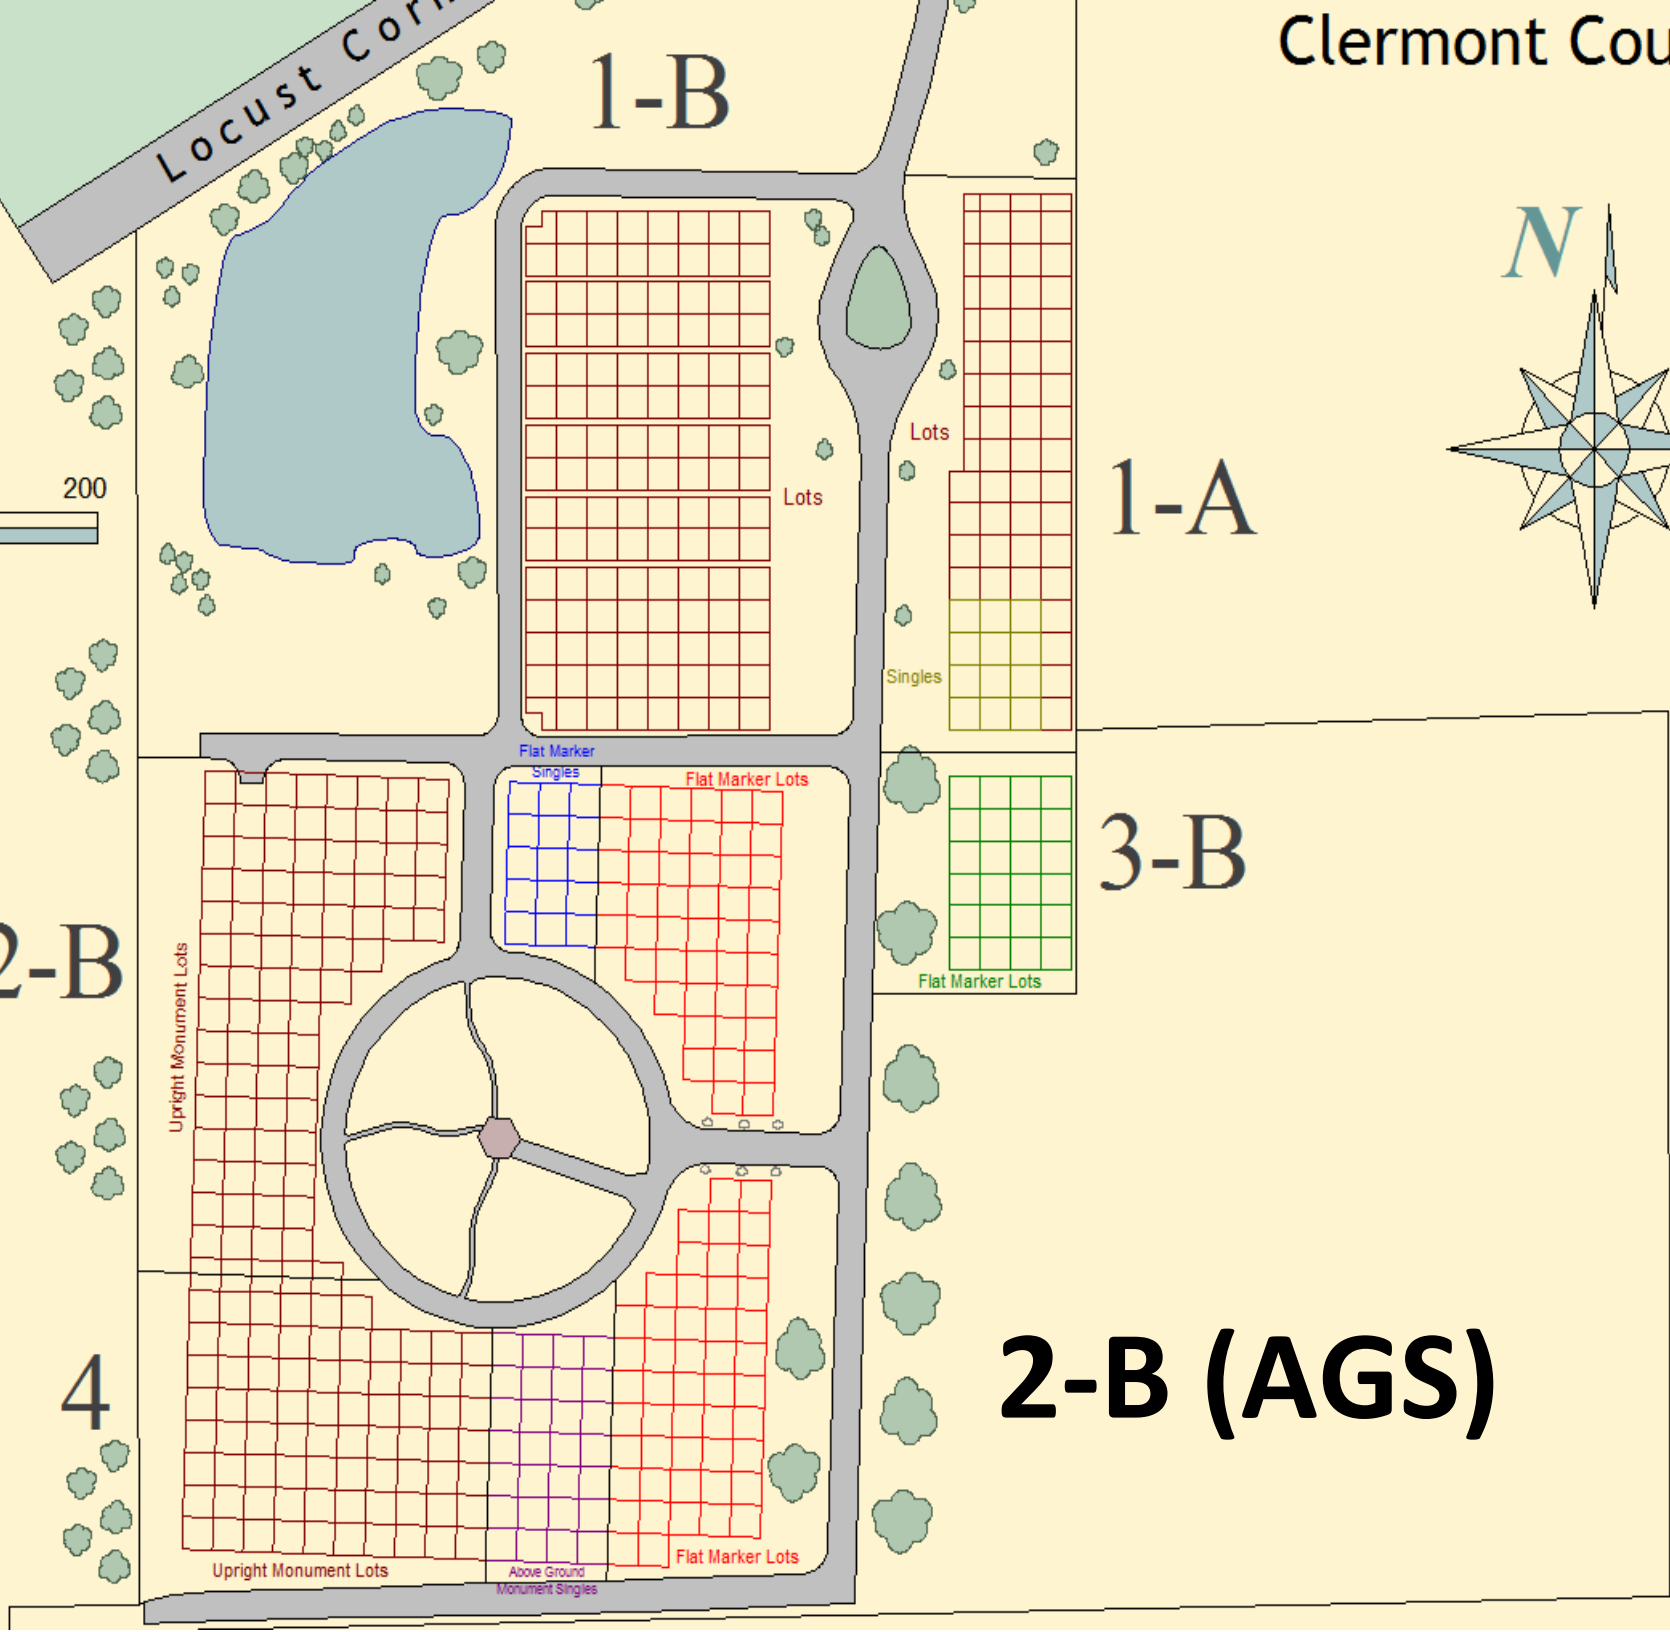 Locust Corn
1-B
Clermont Cou
N
200
Lots
Lots
1-A
Singles
Flat Marker
Singles
Flat Marker Lots
3-B
Flat Marker Lots
2-B
Upright Monument Lots
4
2-B (AGS)
Upright Monument Lots
Above Ground
Monument Singles
Flat Marker Lots